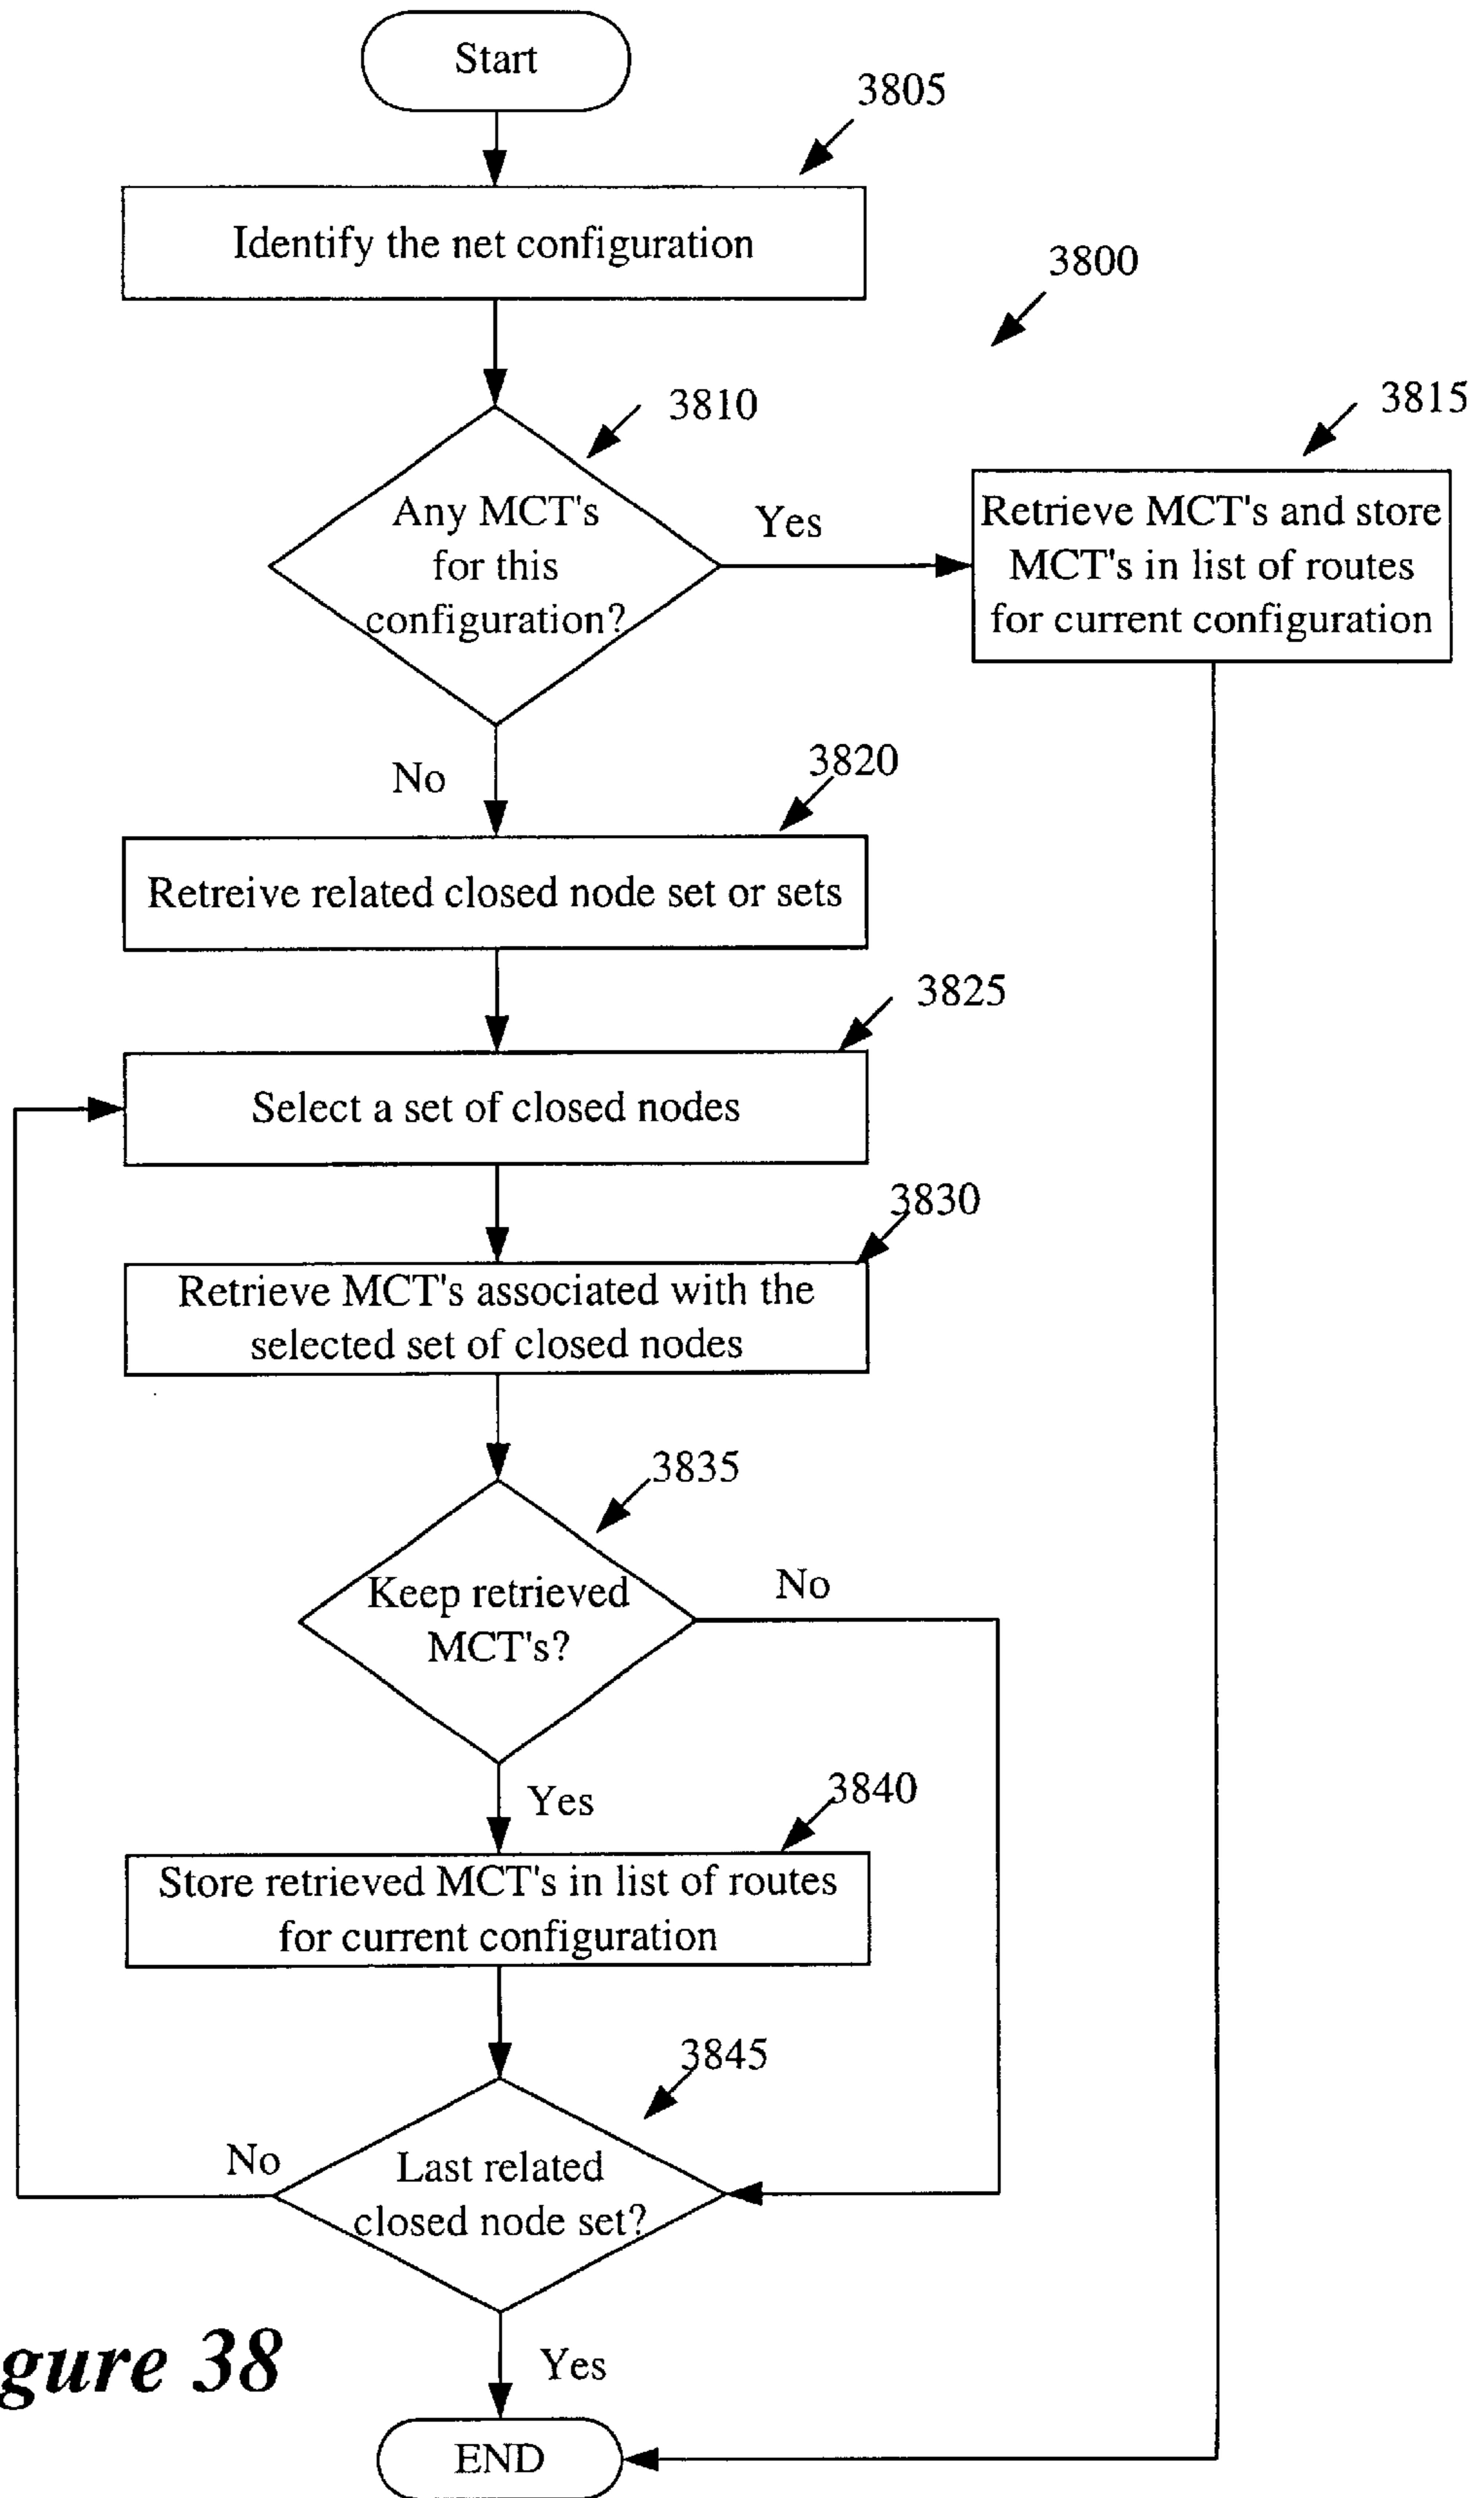 Start
3805
Identify the net configuration
3800
3810
3815
Any MCT's
for this
configuration?
Yes
Retrieve MCT's and store
MCT's in list of routes
for current configuration
No
3820
Retreive related closed node set or sets
3825
Select a set of closed nodes
3830
Retrieve MCT's associated with the
selected set of closed nodes
3835
Keep retrieved
MCT's?
No
Yes
3840
Store retrieved MCT's in list of routes
for current configuration
3845
No
Last related
closed node set?
gure 38
Yes
END